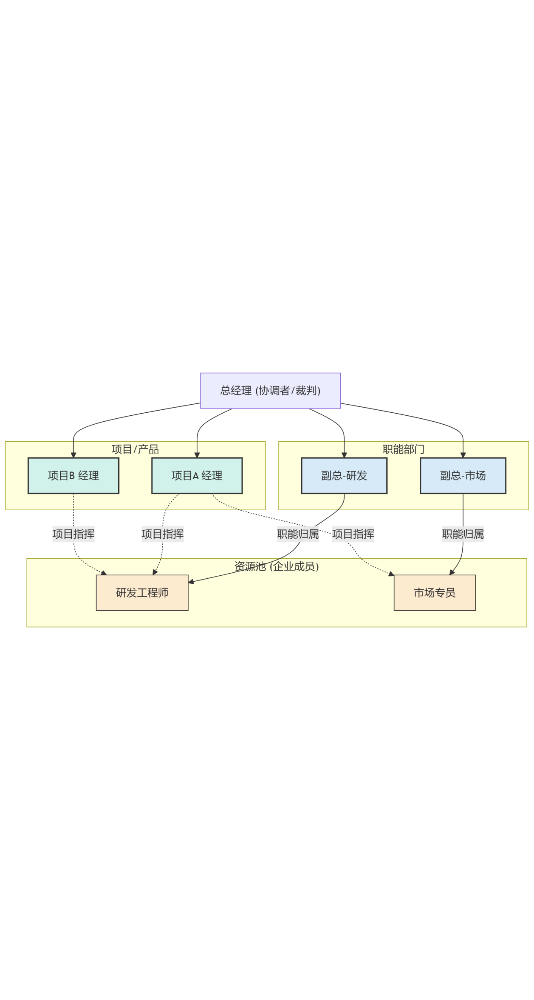 总经理 (协调者/裁判)
项目/产品
职能部门
项目B 经理
项目A 经理
副总-研发
副总-市场
项目指挥
项目指挥
职能归属
项目指挥
职能归属
资源池 (企业成员)
研发工程师
市场专员